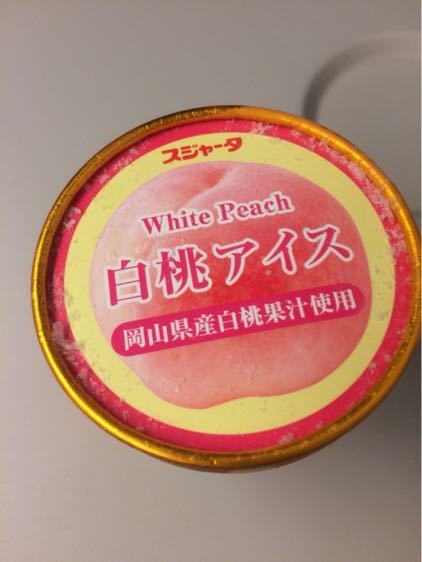 スジャータ
White Peach
白桃アイス
岡山県産白桃果汁使用